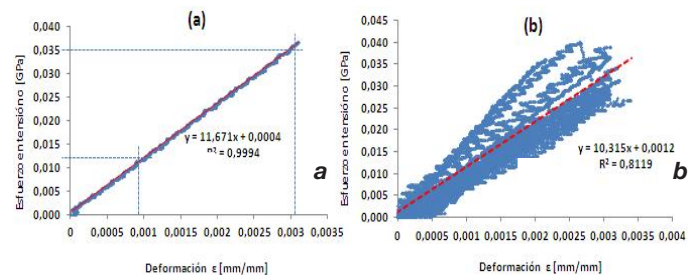 (a)
0,040
0,035
0,030
0,025
0,020
0,015
0,010
0,005
0,000
Esfuerzo en tensión σ [GPa]
y = 11,671x + 0,0004
R² = 0,9994
0 0,0005 0,001 0,0015 0,002 0,0025 0,003 0,0035
Deformación ε [mm/mm]
a
(b)
0,045
0,040
0,035
0,030
0,025
0,020
0,015
0,010
0,005
0,000
Esfuerzo en tensión σ [GPa]
y = 10,315x + 0,0012
R² = 0,8119
0 0,0005 0,001 0,0015 0,002 0,0025 0,003 0,0035 0,004
Deformación ε [mm/mm]
b